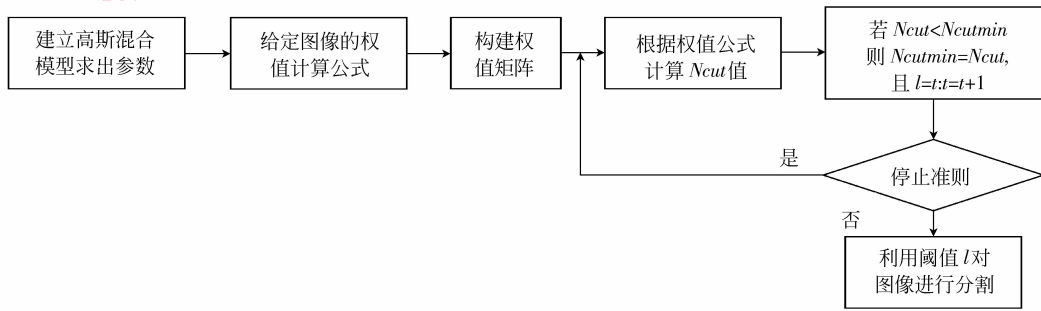 建立高斯混合
模型求出参数
给定图像的权
值计算公式
构建权
值矩阵
根据权值公式
计算 Ncut 值
若 Ncut<Ncutmin
则 Ncutmin=Ncut,
且 l=t:t=t+1
停止准则
是
否
利用阈值 l 对
图像进行分割